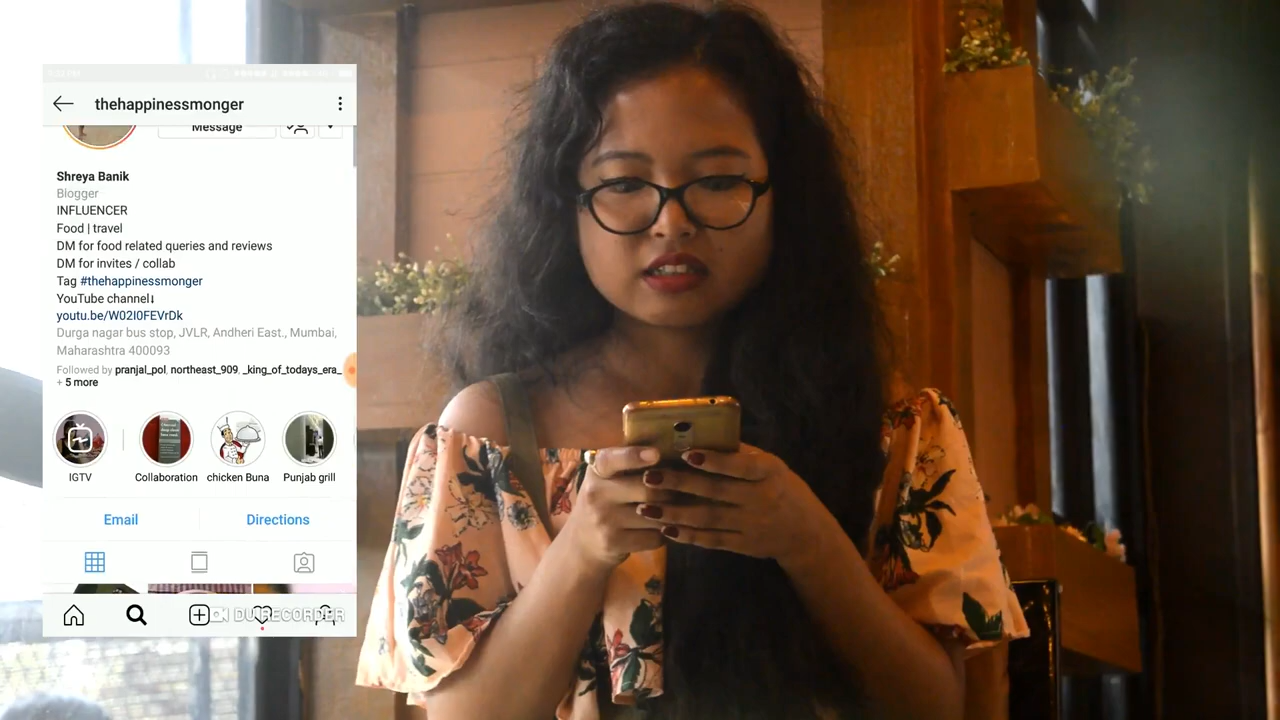 thehappinessmonger
Message
Shreya Banik
Blogger
INFLUENCER
Food | travel
DM for food related queries and reviews
DM for invites / collab
Tag #thehappinessmonger
YouTube channel↓
youtu.be/W02I0FEVrDk
Durga nagar bus stop, JVLR, Andheri East., Mumbai,
Maharashtra 400093
Followed by pranjal_pol, northeast_909, _king_of_todays_era_
+ 5 more
IGTV Collaboration chicken Buna Punjab grill
Email Directions
DU RECORDER